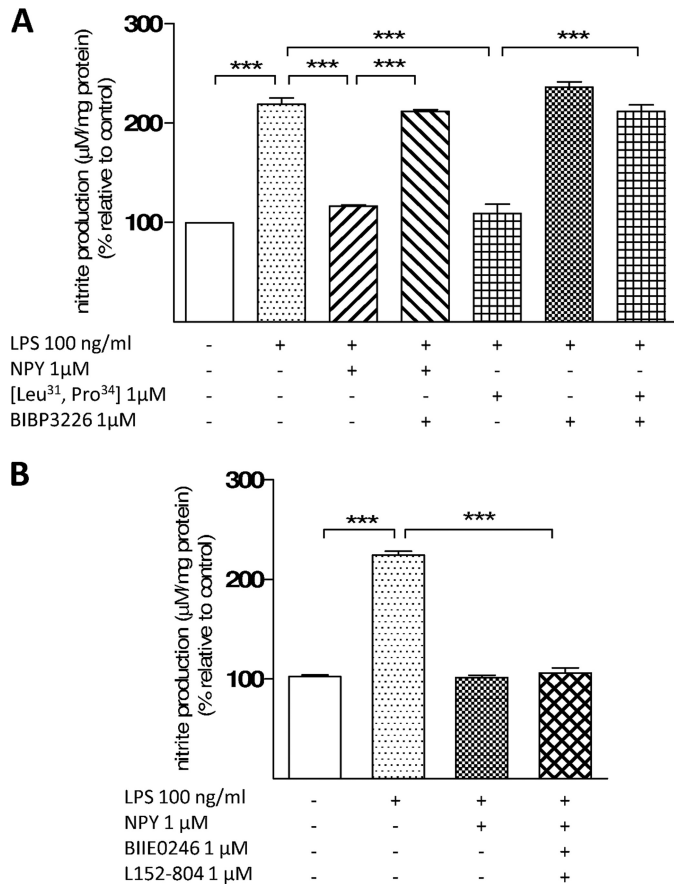 A
nitrite production (µM/mg protein)
(% relative to control)
300
200
100
*** *** *** *** ***
LPS 100 ng/ml - + + + + + +
NPY 1µM - - + + - - -
[Leu³¹, Pro³⁴] 1µM - - - - + - +
BIBP3226 1µM - - - + - + +
B
nitrite production (µM/mg protein)
(% relative to control)
300
200
100
*** ***
LPS 100 ng/ml - + + +
NPY 1 µM - - + +
BIIE0246 1 µM - - - +
L152-804 1 µM - - - +